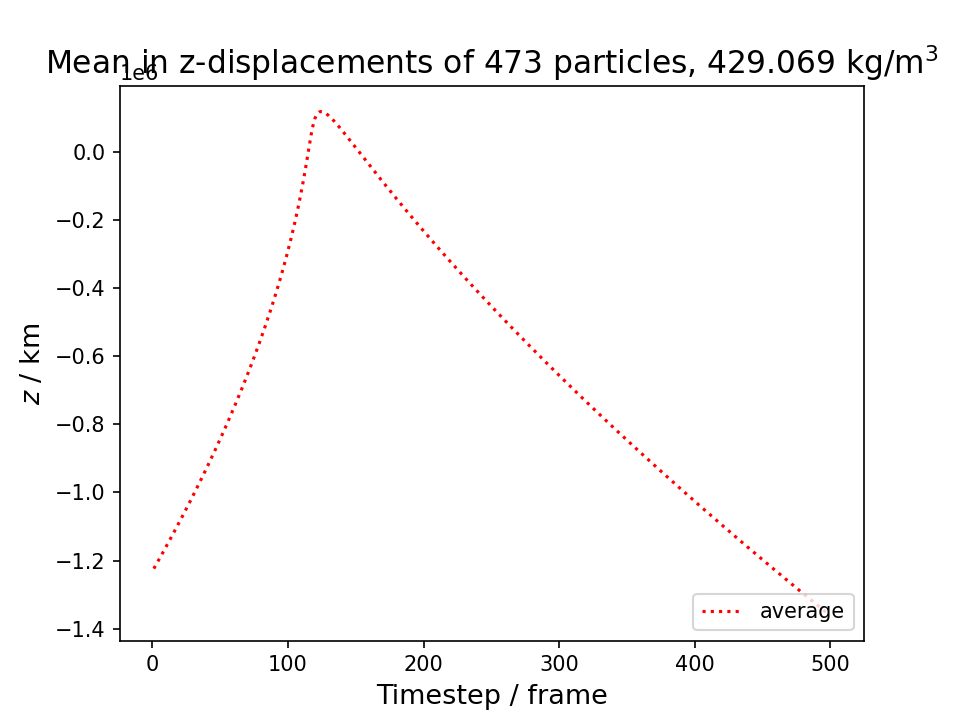 Mean in z-displacements of 473 particles, 429.069 kg/m³
1e6
0.0
−0.2
−0.4
−0.6
−0.8
−1.0
−1.2
−1.4
z / km
average
0 100 200 300 400 500
Timestep / frame